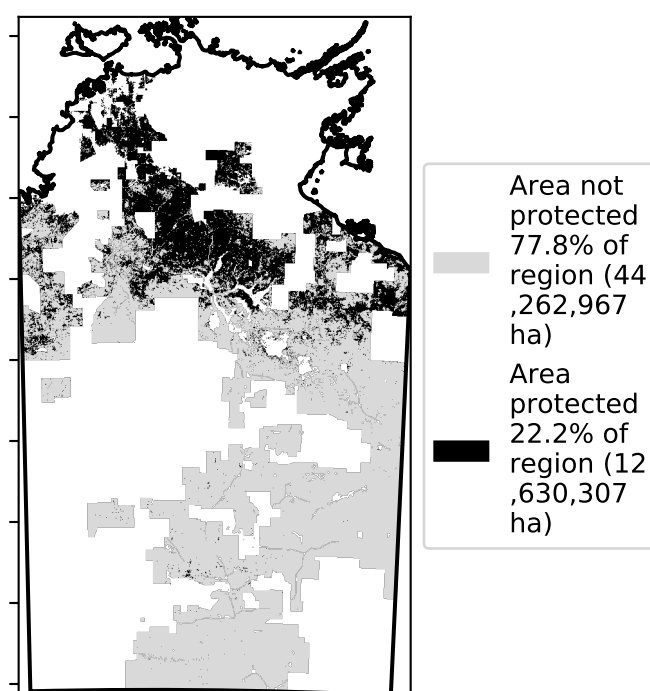 Area not
protected
77.8% of
region (44
,262,967
ha)
Area
protected
22.2% of
region (12
,630,307
ha)